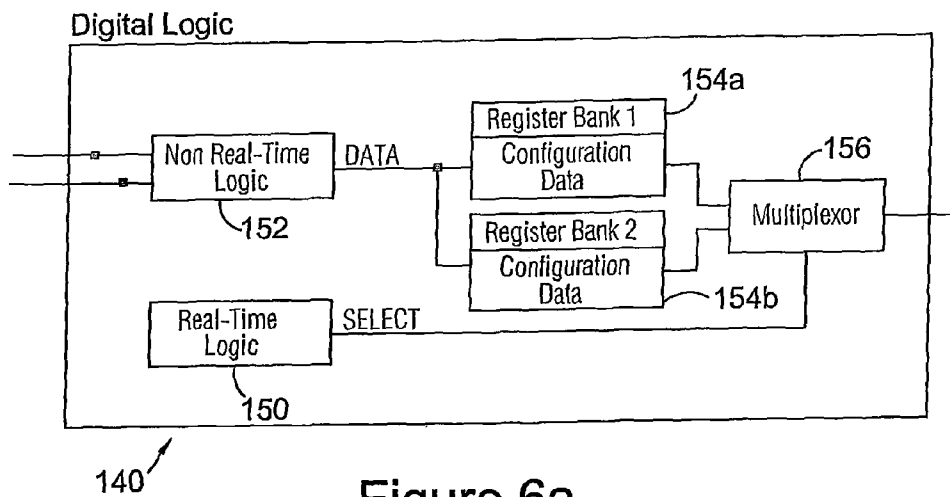 Digital Logic
154a
Register Bank 1
Configuration
Data
156
Non Real-Time
Logic
DATA
152
Multiplexor
Register Bank 2
Configuration
Data
154b
Real-Time
Logic
SELECT
150
140
Figure 6a